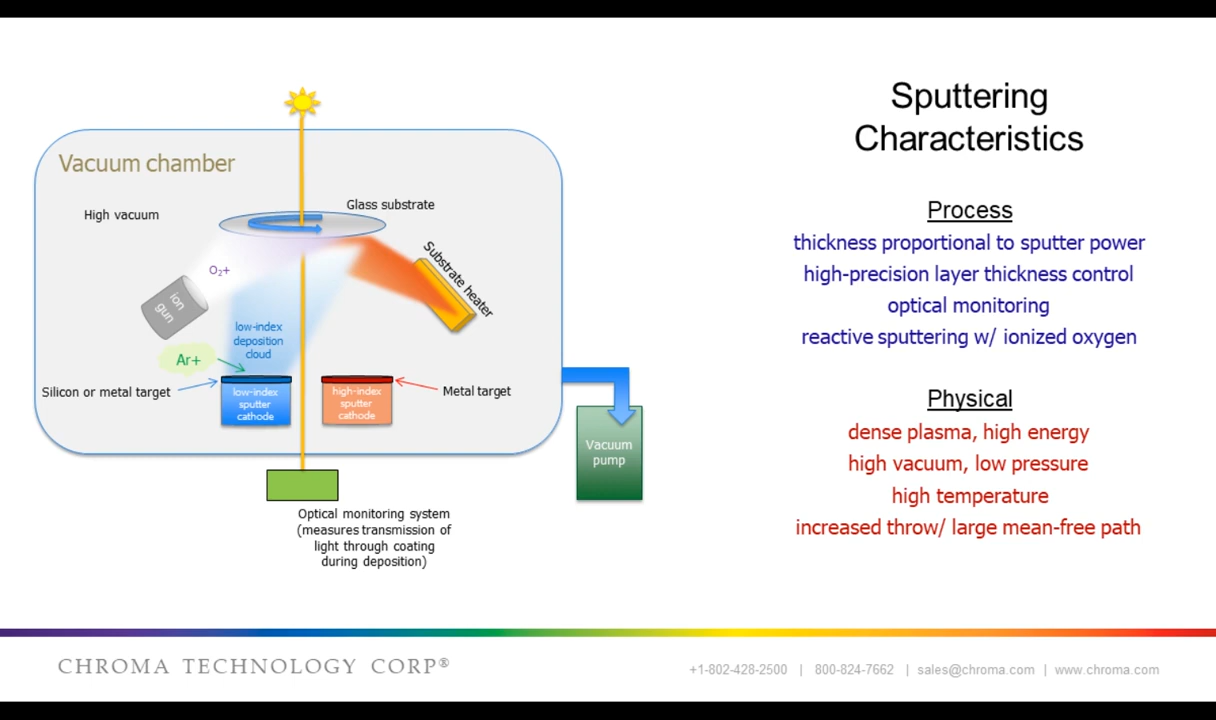 Sputtering
Characteristics
Vacuum chamber
High vacuum
Glass substrate
Substrate heater
O₂+
ion
gun
low-index
deposition
cloud
Ar+
Silicon or metal target
low-index
sputter
cathode
high-index
sputter
cathode
Metal target
Vacuum
pump
Optical monitoring system
(measures transmission of
light through coating
during deposition)
Process
thickness proportional to sputter power
high-precision layer thickness control
optical monitoring
reactive sputtering w/ ionized oxygen
Physical
dense plasma, high energy
high vacuum, low pressure
high temperature
increased throw/ large mean-free path
CHROMA TECHNOLOGY CORP®
+1-802-428-2500 | 800-824-7662 | sales@chroma.com | www.chroma.com